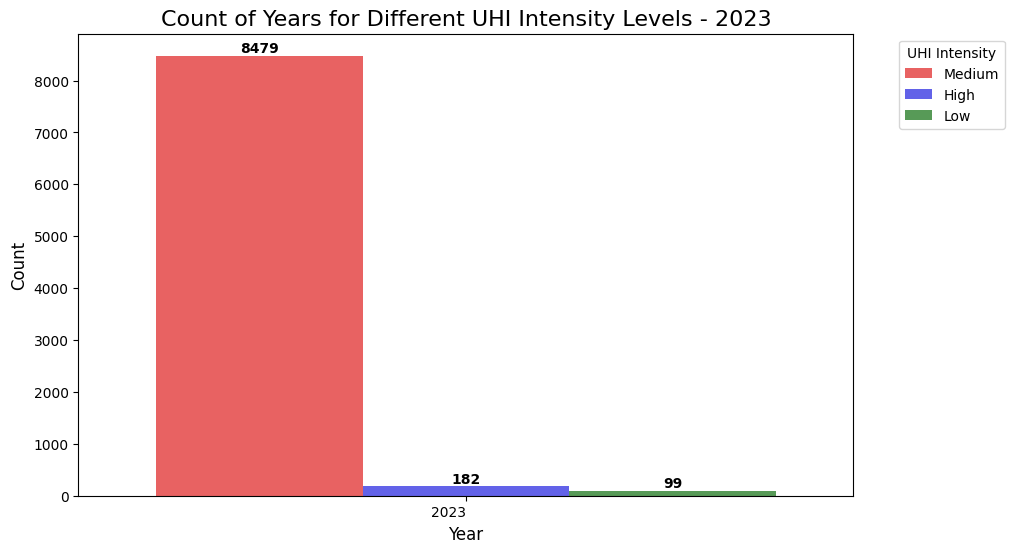 Count of Years for Different UHI Intensity Levels - 2023
UHI Intensity
Medium
High
Low
8479
182
99
8000
7000
6000
5000
4000
3000
2000
1000
0
Count
2023
Year